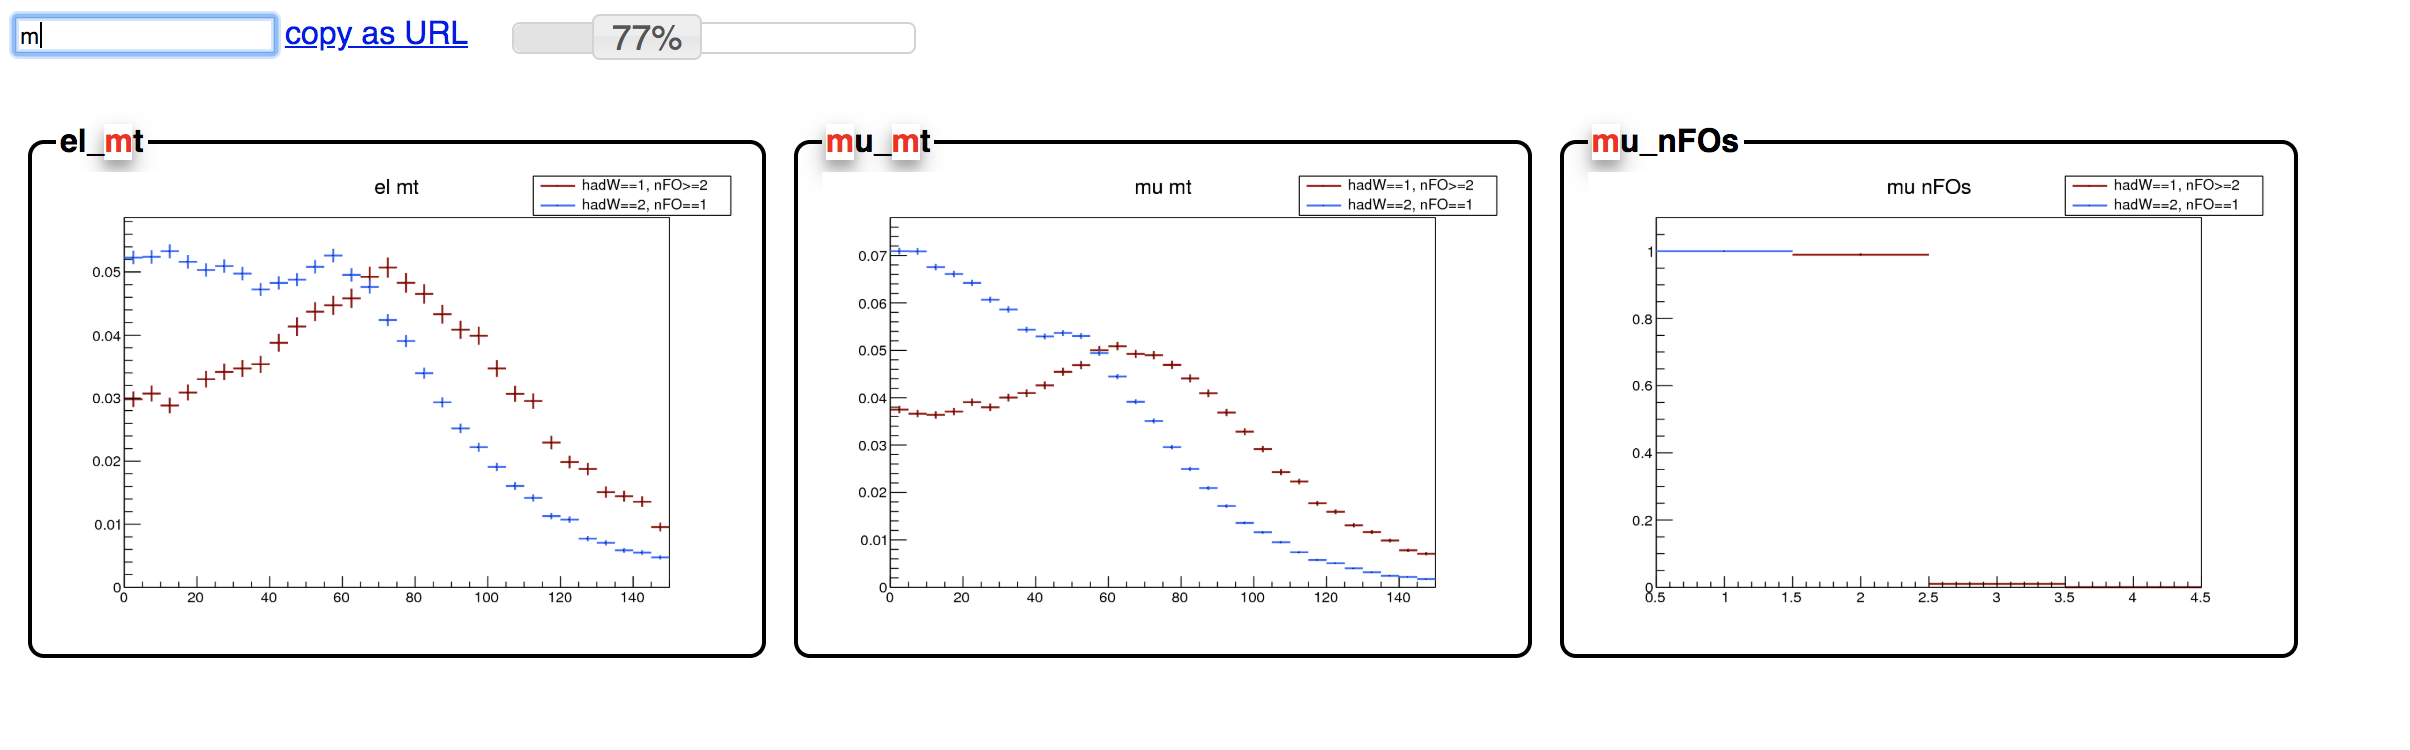 m
copy as URL
77%
el_mt
el mt
hadW==1, nFO>=2
hadW==2, nFO==1
0.05
0.04
0.03
0.02
0.01
0
0 20 40 60 80 100 120 140
mu_mt
mu mt
hadW==1, nFO>=2
hadW==2, nFO==1
0.07
0.06
0.05
0.04
0.03
0.02
0.01
0
0 20 40 60 80 100 120 140
mu_nFOs
mu nFOs
hadW==1, nFO>=2
hadW==2, nFO==1
1
0.8
0.6
0.4
0.2
0
0.5 1 1.5 2 2.5 3 3.5 4 4.5